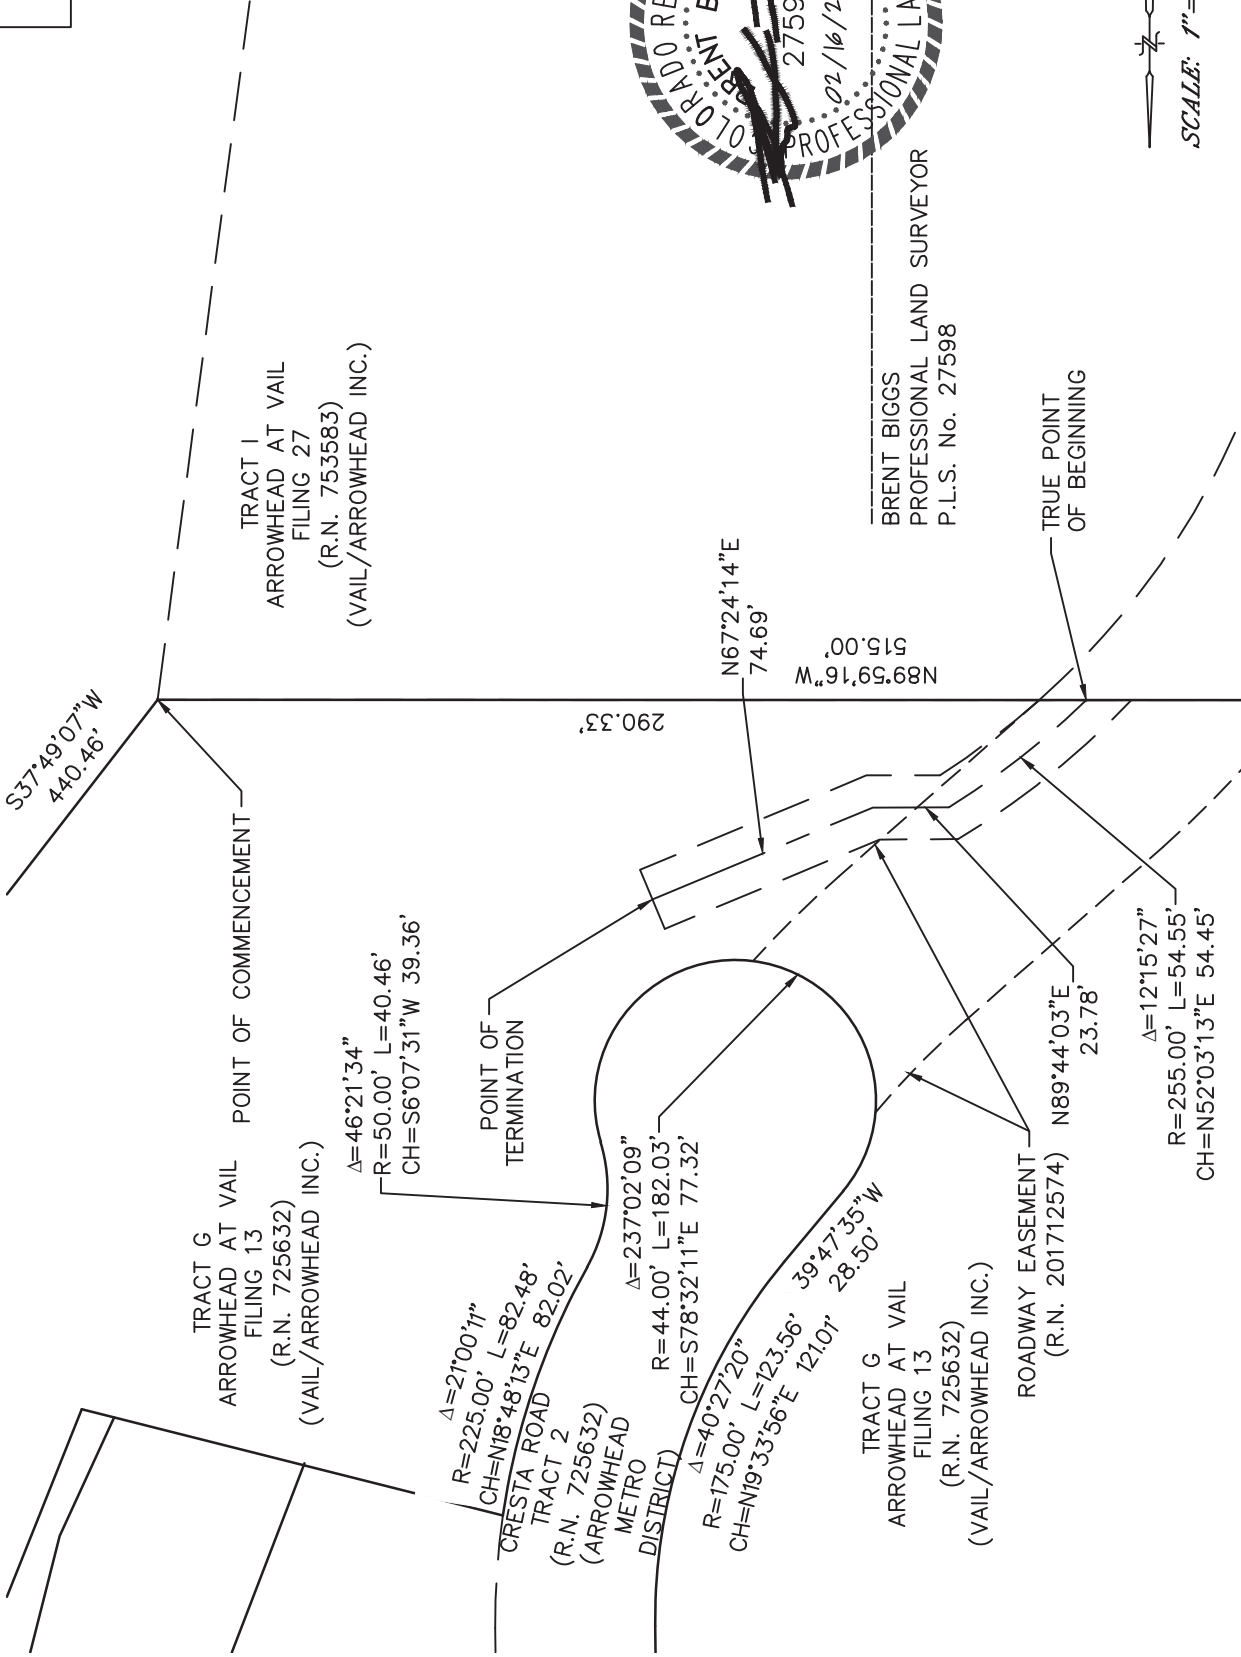 S37°49'07"W
440.46'
TRACT I
ARROWHEAD AT VAIL
FILING 27
(R.N. 753583)
(VAIL/ARROWHEAD INC.)
POINT OF COMMENCEMENT
TRACT G
ARROWHEAD AT VAIL
FILING 13
(R.N. 725632)
(VAIL/ARROWHEAD INC.)
290.33'
N89°59'16"W
515.00'
N67°24'14"E
74.69'
Δ=46°21'34"
R=50.00' L=40.46'
CH=S6°07'31"W 39.36'
POINT OF
TERMINATION
Δ=21°00'11"
R=225.00' L=82.48'
CH=N18°48'13"E 82.02'
CRESTA ROAD
TRACT 2
(R.N. 725632)
(ARROWHEAD
METRO
DISTRICT)
Δ=237°02'09"
R=44.00' L=182.03'
CH=S78°32'11"E 77.32'
Δ=40°27'20"
R=175.00' L=123.56'
CH=N19°33'56"E 121.01'
39°47'35"W
28.50'
TRACT G
ARROWHEAD AT VAIL
FILING 13
(R.N. 725632)
(VAIL/ARROWHEAD INC.)
ROADWAY EASEMENT
(R.N. 201712574)
N89°44'03"E
23.78'
Δ=12°15'27"
R=255.00' L=54.55'
CH=N52°03'13"E 54.45'
TRUE POINT
OF BEGINNING
BRENT BIGGS
PROFESSIONAL LAND SURVEYOR
P.L.S. No. 27598
OLORADO RE
BRENT B
2759
02/16/2
PROFESSIONAL LA
SCALE: 1"=